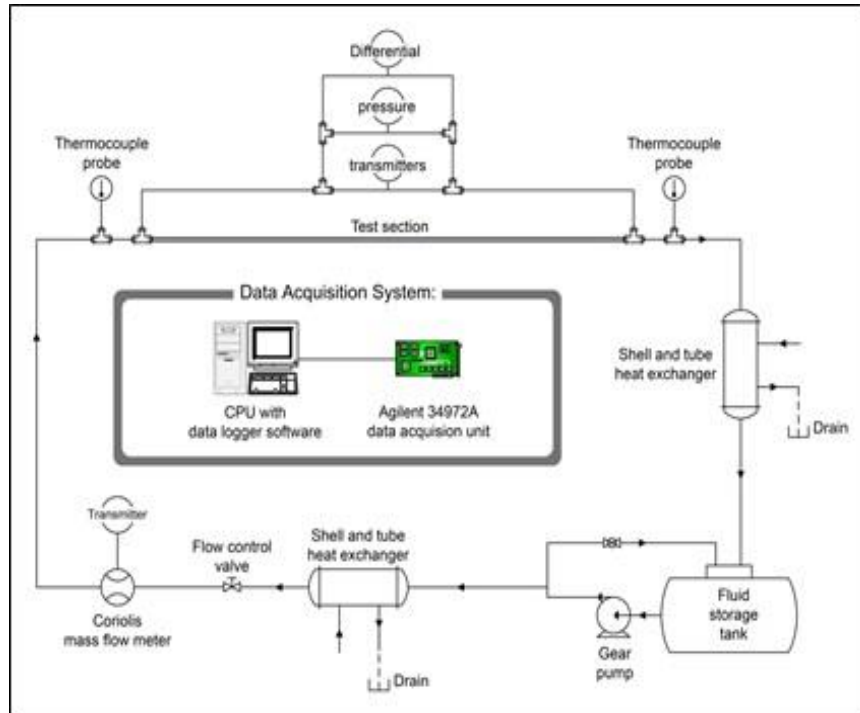 Differential
pressure
transmitters
Thermocouple
probe
Thermocouple
probe
Test section
Data Acquisition System:
CPU with
data logger software
Agilent 34972A
data acquision unit
Shell and tube
heat exchanger
Drain
Transmitter
Coriolis
mass flow meter
Flow control
valve
Shell and tube
heat exchanger
Drain
Gear
pump
Fluid
storage
tank